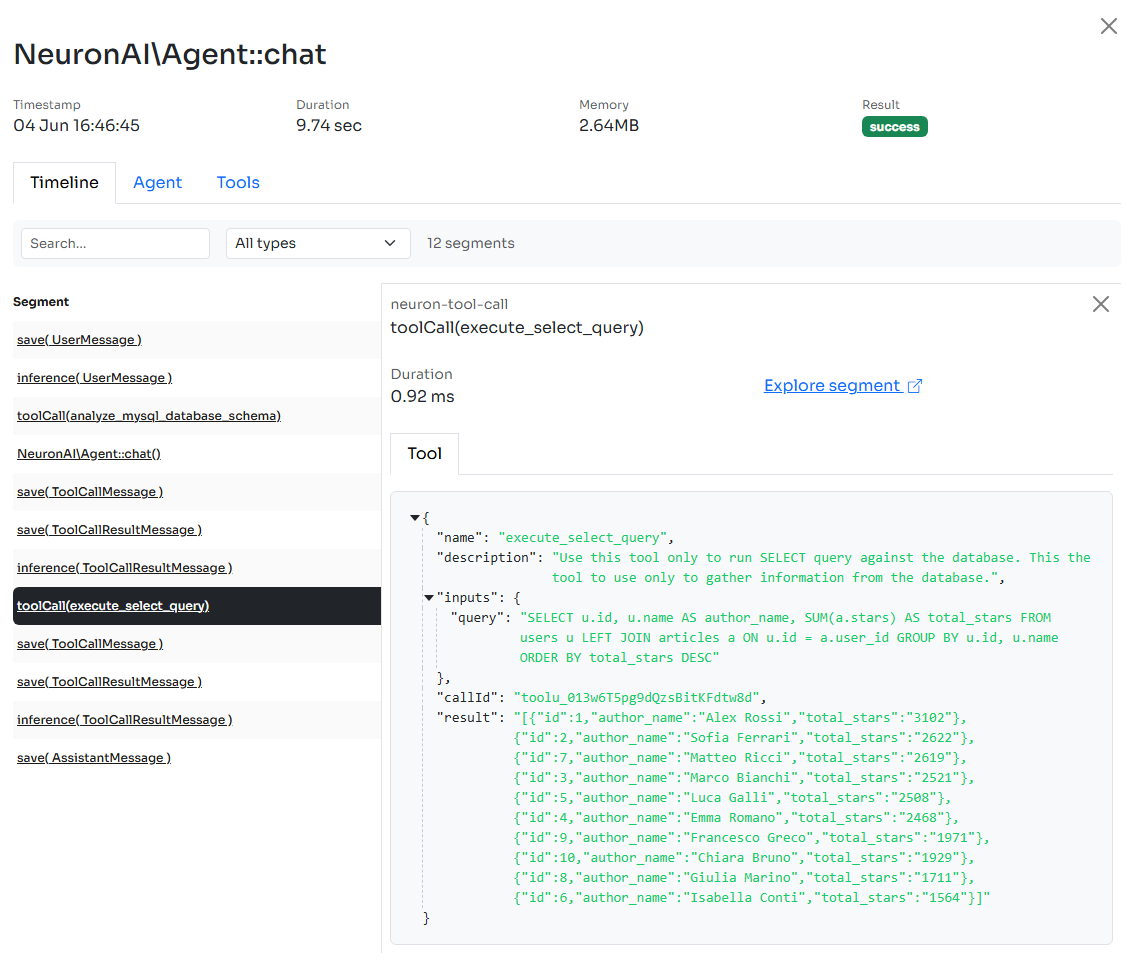 NeuronAI\Agent::chat
Timestamp
04 Jun 16:46:45
Duration
9.74 sec
Memory
2.64MB
Result
success
Timeline
Agent
Tools
Search...
All types
12 segments
Segment
save( UserMessage )
inference( UserMessage )
toolCall(analyze_mysql_database_schema)
NeuronAI\Agent::chat()
save( ToolCallMessage )
save( ToolCallResultMessage )
inference( ToolCallResultMessage )
toolCall(execute_select_query)
save( ToolCallMessage )
save( ToolCallResultMessage )
inference( ToolCallResultMessage )
save( AssistantMessage )
neuron-tool-call
toolCall(execute_select_query)
Duration
0.92 ms
Explore segment
Tool
{
"name": "execute_select_query",
"description": "Use this tool only to run SELECT query against the database. This the
tool to use only to gather information from the database.",
"inputs": {
"query": "SELECT u.id, u.name AS author_name, SUM(a.stars) AS total_stars FROM
users u LEFT JOIN articles a ON u.id = a.user_id GROUP BY u.id, u.name
ORDER BY total_stars DESC"
},
"callId": "toolu_013w6T5pg9dQzsBitKFdtw8d",
"result": "[{"id":1,"author_name":"Alex Rossi","total_stars":"3102"},
{"id":2,"author_name":"Sofia Ferrari","total_stars":"2622"},
{"id":7,"author_name":"Matteo Ricci","total_stars":"2619"},
{"id":3,"author_name":"Marco Bianchi","total_stars":"2521"},
{"id":5,"author_name":"Luca Galli","total_stars":"2508"},
{"id":4,"author_name":"Emma Romano","total_stars":"2468"},
{"id":9,"author_name":"Francesco Greco","total_stars":"1971"},
{"id":10,"author_name":"Chiara Bruno","total_stars":"1929"},
{"id":8,"author_name":"Giulia Marino","total_stars":"1711"},
{"id":6,"author_name":"Isabella Conti","total_stars":"1564"}]"
}